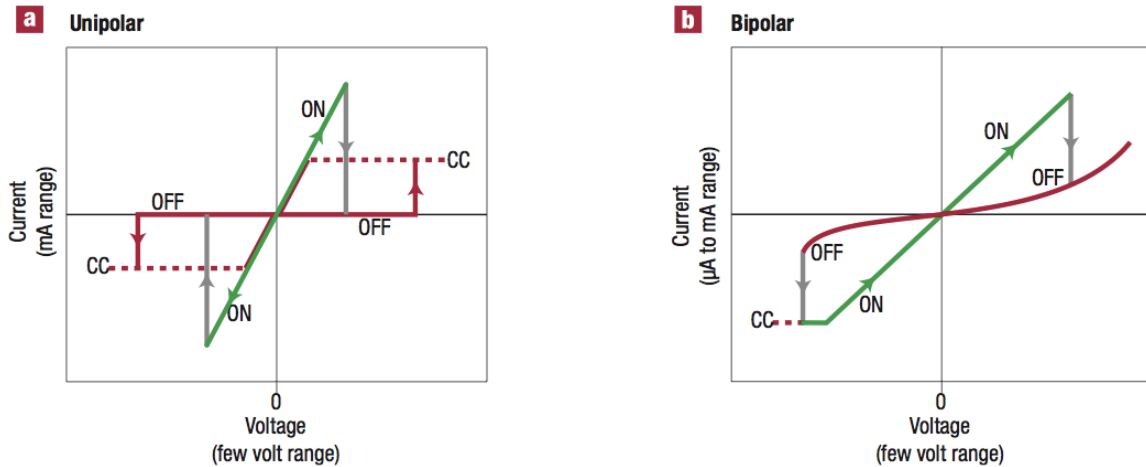 a Unipolar
ON
CC
OFF
OFF
CC
ON
Current
(mA range)
0
Voltage
(few volt range)
b Bipolar
ON
OFF
OFF
CC
ON
Current
(µA to mA range)
0
Voltage
(few volt range)